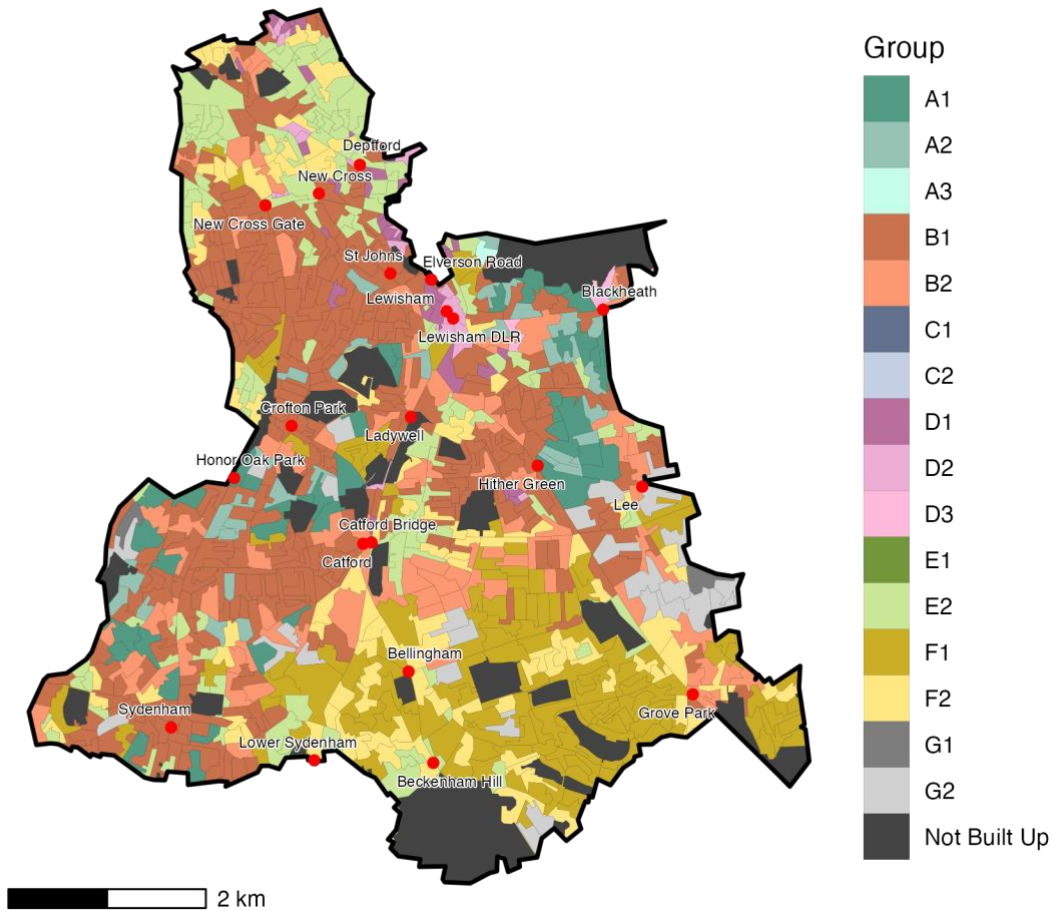 Deptford
New Cross
New Cross Gate
St Johns
Elverson Road
Lewisham
Blackheath
Lewisham DLR
Crofton Park
Ladywell
Honor Oak Park
Hither Green
Lee
Catford Bridge
Catford
Bellingham
Sydenham
Grove Park
Lower Sydenham
Beckenham Hill
2 km
Group
A1
A2
A3
B1
B2
C1
C2
D1
D2
D3
E1
E2
F1
F2
G1
G2
Not Built Up